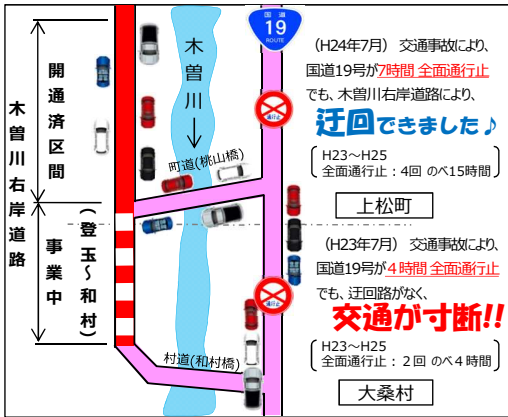 木曽川右岸道路
開通済区間
事業中
(登玉～和村)
木曽川
町道(桃山橋)
村道(和村橋)
国道
19
ROUTE
通行止
通行止
(H24年7月) 交通事故により、
国道19号が7時間 全面通行止
でも、木曽川右岸道路により、
迂回できました♪
H23～H25
全面通行止：4回 のべ15時間
上松町
(H23年7月) 交通事故により、
国道19号が４時間 全面通行止
でも、迂回路がなく、
交通が寸断!!
H23～H25
全面通行止：２回 のべ４時間
大桑村